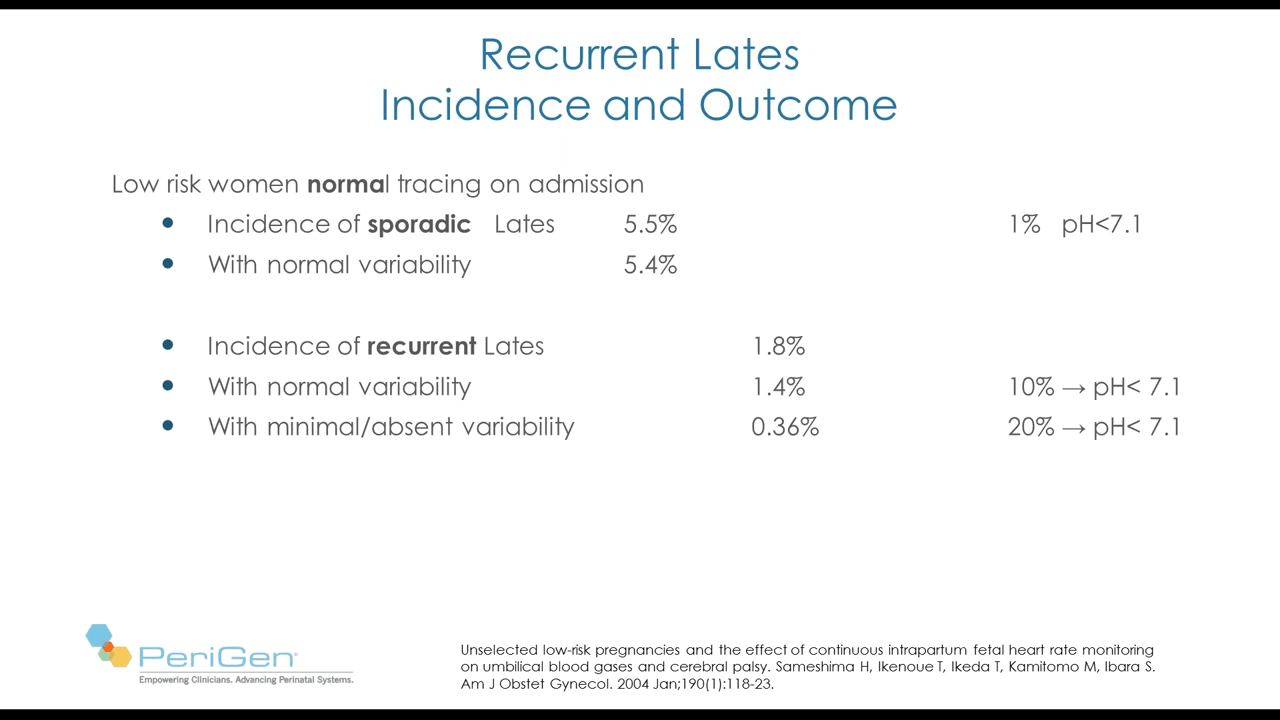 Recurrent Lates
Incidence and Outcome
Low risk women normal tracing on admission
• Incidence of sporadic Lates 5.5% 1% pH<7.1
• With normal variability 5.4%
• Incidence of recurrent Lates 1.8%
• With normal variability 1.4% 10% → pH< 7.1
• With minimal/absent variability 0.36% 20% → pH< 7.1
PeriGen®
Empowering Clinicians. Advancing Perinatal Systems.
Unselected low-risk pregnancies and the effect of continuous intrapartum fetal heart rate monitoring
on umbilical blood gases and cerebral palsy. Sameshima H, Ikenoue T, Ikeda T, Kamitomo M, Ibara S.
Am J Obstet Gynecol. 2004 Jan;190(1):118-23.